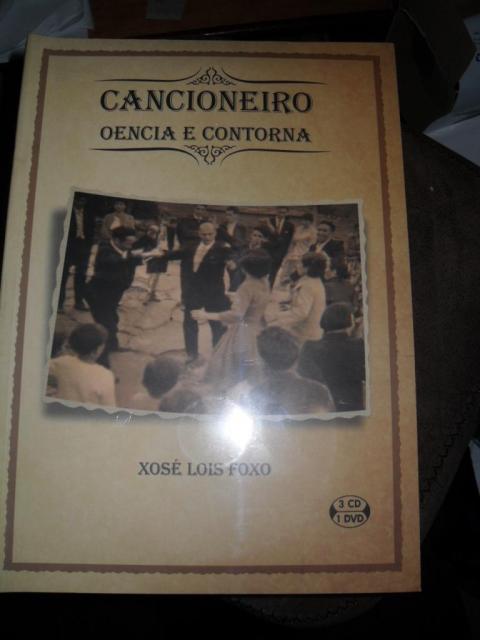 CANCIONEIRO
OENCIA E CONTORNA
XOSÉ LOIS FOXO
3 CD
1 DVD